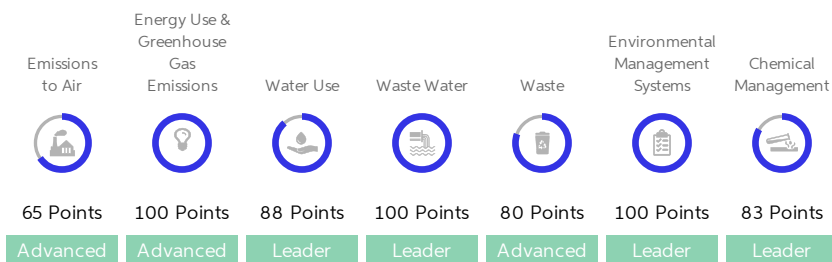 Emissions
to Air
Energy Use &
Greenhouse
Gas
Emissions
Water Use
Waste Water
Waste
Environmental
Management
Systems
Chemical
Management
65 Points
100 Points
88 Points
100 Points
80 Points
100 Points
83 Points
Advanced
Advanced
Leader
Leader
Advanced
Leader
Leader